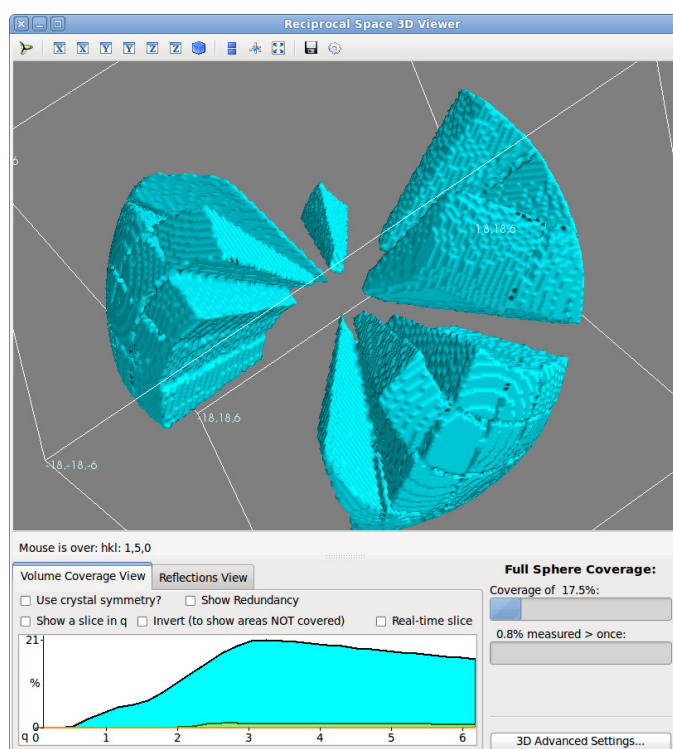 Reciprocal Space 3D Viewer
X X Y Y Z Z
6
18,18,6
-18,18,6
-18,-18,-6
Mouse is over: hkl: 1,5,0
Volume Coverage View Reflections View
Use crystal symmetry? Show Redundancy
Show a slice in q Invert (to show areas NOT covered) Real-time slice
21
%
0
q 0 1 2 3 4 5 6
Full Sphere Coverage:
Coverage of 17.5%:
0.8% measured > once:
3D Advanced Settings...